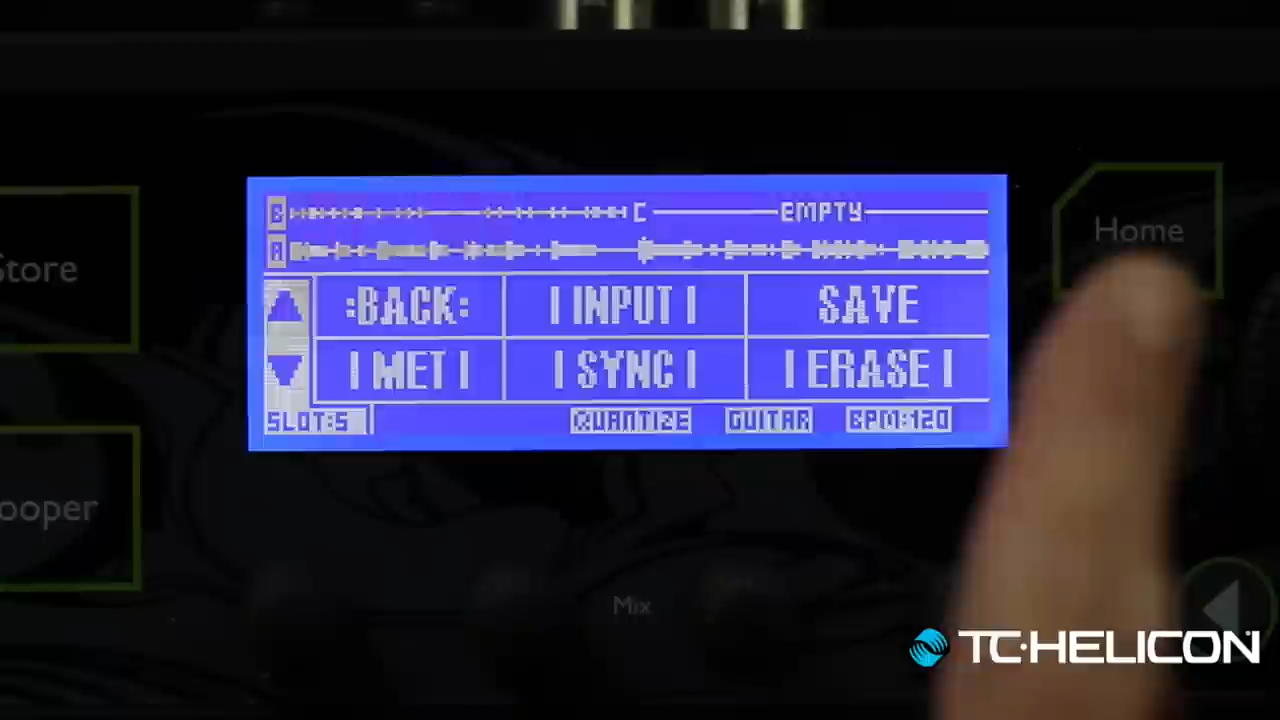 B C EMPTY
A
:BACK: | INPUT | SAVE
| MET | | SYNC | | ERASE |
SLOT:5 QUANTIZE GUITAR BPM:120
Home
Store
ooper
Mix
TC·HELICON